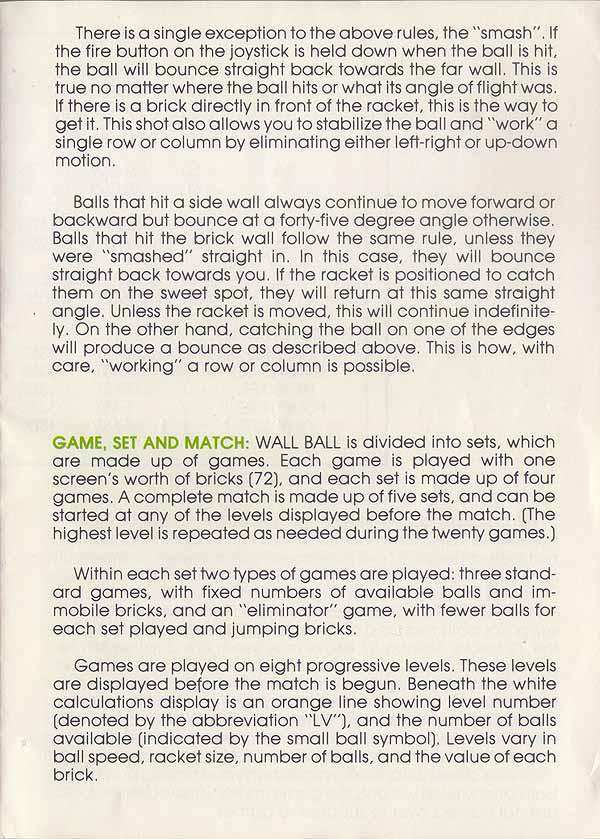 There is a single exception to the above rules, the "smash". If
the fire button on the joystick is held down when the ball is hit,
the ball will bounce straight back towards the far wall. This is
true no matter where the ball hits or what its angle of flight was.
If there is a brick directly in front of the racket, this is the way to
get it. This shot also allows you to stabilize the ball and "work" a
single row or column by eliminating either left-right or up-down
motion.
Balls that hit a side wall always continue to move forward or
backward but bounce at a forty-five degree angle otherwise.
Balls that hit the brick wall follow the same rule, unless they
were "smashed" straight in. In this case, they will bounce
straight back towards you. If the racket is positioned to catch
them on the sweet spot, they will return at this same straight
angle. Unless the racket is moved, this will continue indefinite-
ly. On the other hand, catching the ball on one of the edges
will produce a bounce as described above. This is how, with
care, "working" a row or column is possible.
GAME, SET AND MATCH: WALL BALL is divided into sets, which
are made up of games. Each game is played with one
screen's worth of bricks (72), and each set is made up of four
games. A complete match is made up of five sets, and can be
started at any of the levels displayed before the match. (The
highest level is repeated as needed during the twenty games.)
Within each set two types of games are played: three stand-
ard games, with fixed numbers of available balls and im-
mobile bricks, and an "eliminator" game, with fewer balls for
each set played and jumping bricks.
Games are played on eight progressive levels. These levels
are displayed before the match is begun. Beneath the white
calculations display is an orange line showing level number
(denoted by the abbreviation "LV"), and the number of balls
available (indicated by the small ball symbol). Levels vary in
ball speed, racket size, number of balls, and the value of each
brick.